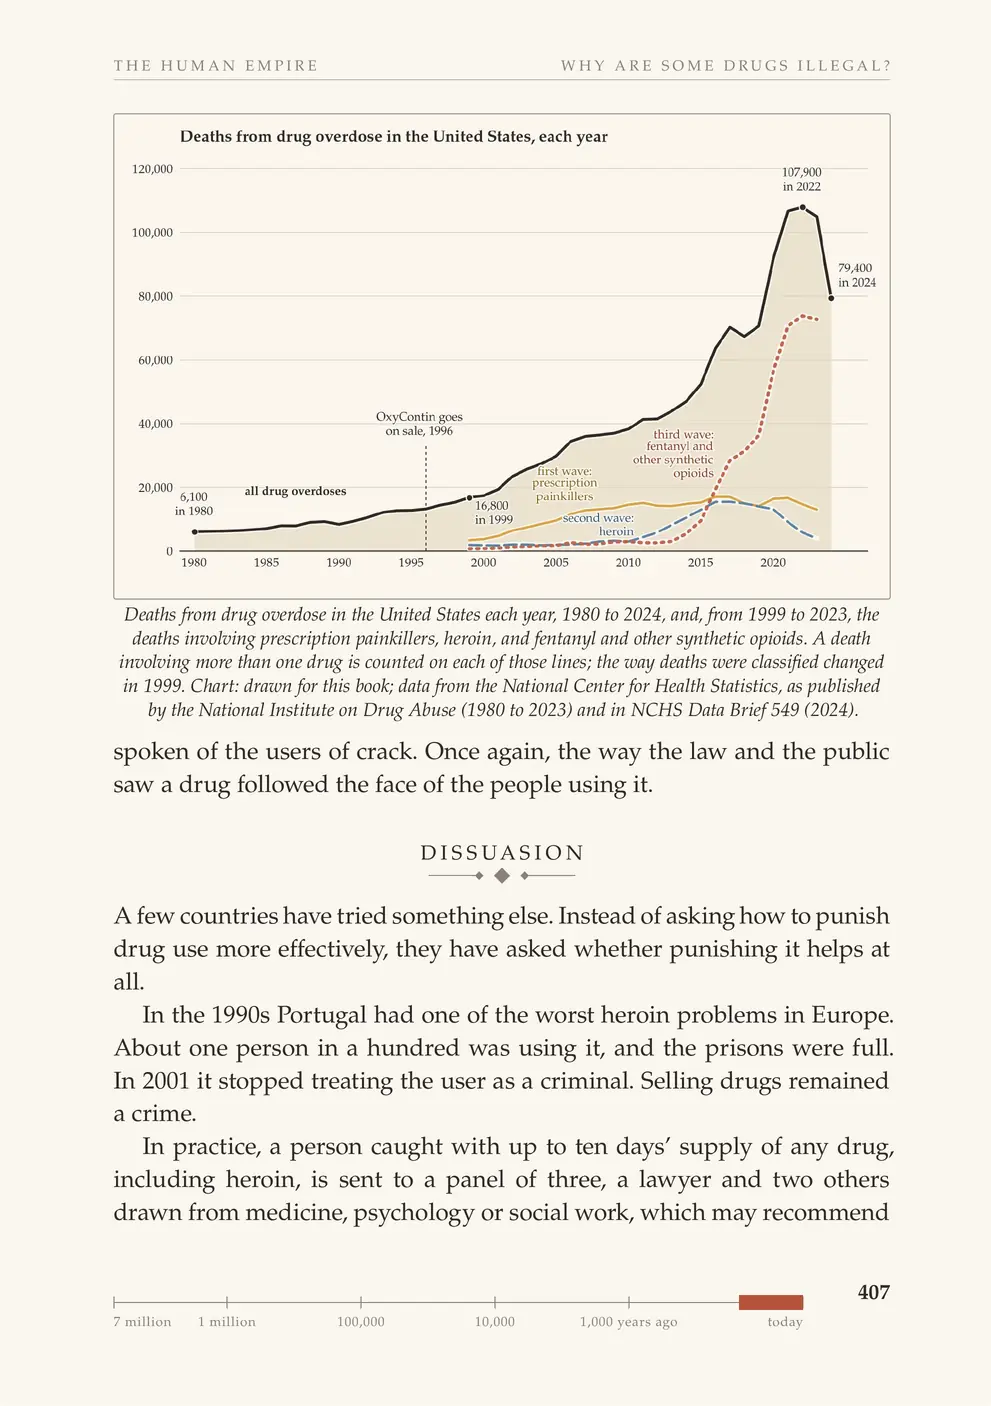 THE HUMAN EMPIRE
WHY ARE SOME DRUGS ILLEGAL?
Deaths from drug overdose in the United States, each year
120,000
100,000
80,000
60,000
40,000
20,000
0
107,900
in 2022
79,400
in 2024
OxyContin goes
on sale, 1996
third wave:
fentanyl and
other synthetic
opioids
first wave:
prescription
painkillers
all drug overdoses
6,100
in 1980
16,800
in 1999
second wave:
heroin
1980
1985
1990
1995
2000
2005
2010
2015
2020
Deaths from drug overdose in the United States each year, 1980 to 2024, and, from 1999 to 2023, the
deaths involving prescription painkillers, heroin, and fentanyl and other synthetic opioids. A death
involving more than one drug is counted on each of those lines; the way deaths were classified changed
in 1999. Chart: drawn for this book; data from the National Center for Health Statistics, as published
by the National Institute on Drug Abuse (1980 to 2023) and in NCHS Data Brief 549 (2024).
spoken of the users of crack. Once again, the way the law and the public
saw a drug followed the face of the people using it.
DISSUASION
A few countries have tried something else. Instead of asking how to punish
drug use more effectively, they have asked whether punishing it helps at
all.
In the 1990s Portugal had one of the worst heroin problems in Europe.
About one person in a hundred was using it, and the prisons were full.
In 2001 it stopped treating the user as a criminal. Selling drugs remained
a crime.
In practice, a person caught with up to ten days’ supply of any drug,
including heroin, is sent to a panel of three, a lawyer and two others
drawn from medicine, psychology or social work, which may recommend
407
7 million
1 million
100,000
10,000
1,000 years ago
today